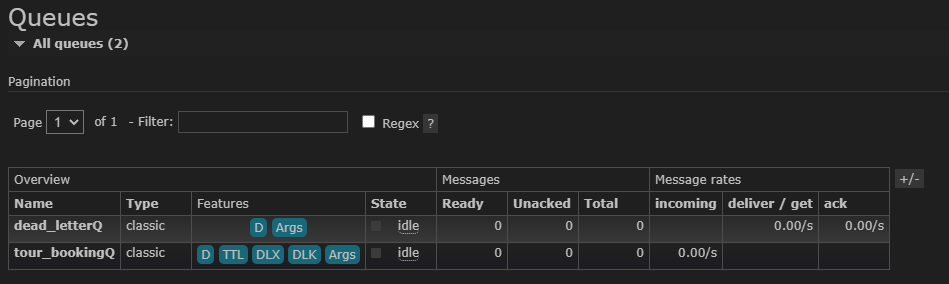 Queues
▼ All queues (2)
Pagination
Page 1 of 1 - Filter: Regex ?
Overview Messages Message rates +/-
Name Type Features State Ready Unacked Total incoming deliver / get ack
dead_letterQ classic D Args idle 0 0 0 0.00/s 0.00/s
tour_bookingQ classic D TTL DLX DLK Args idle 0 0 0 0.00/s